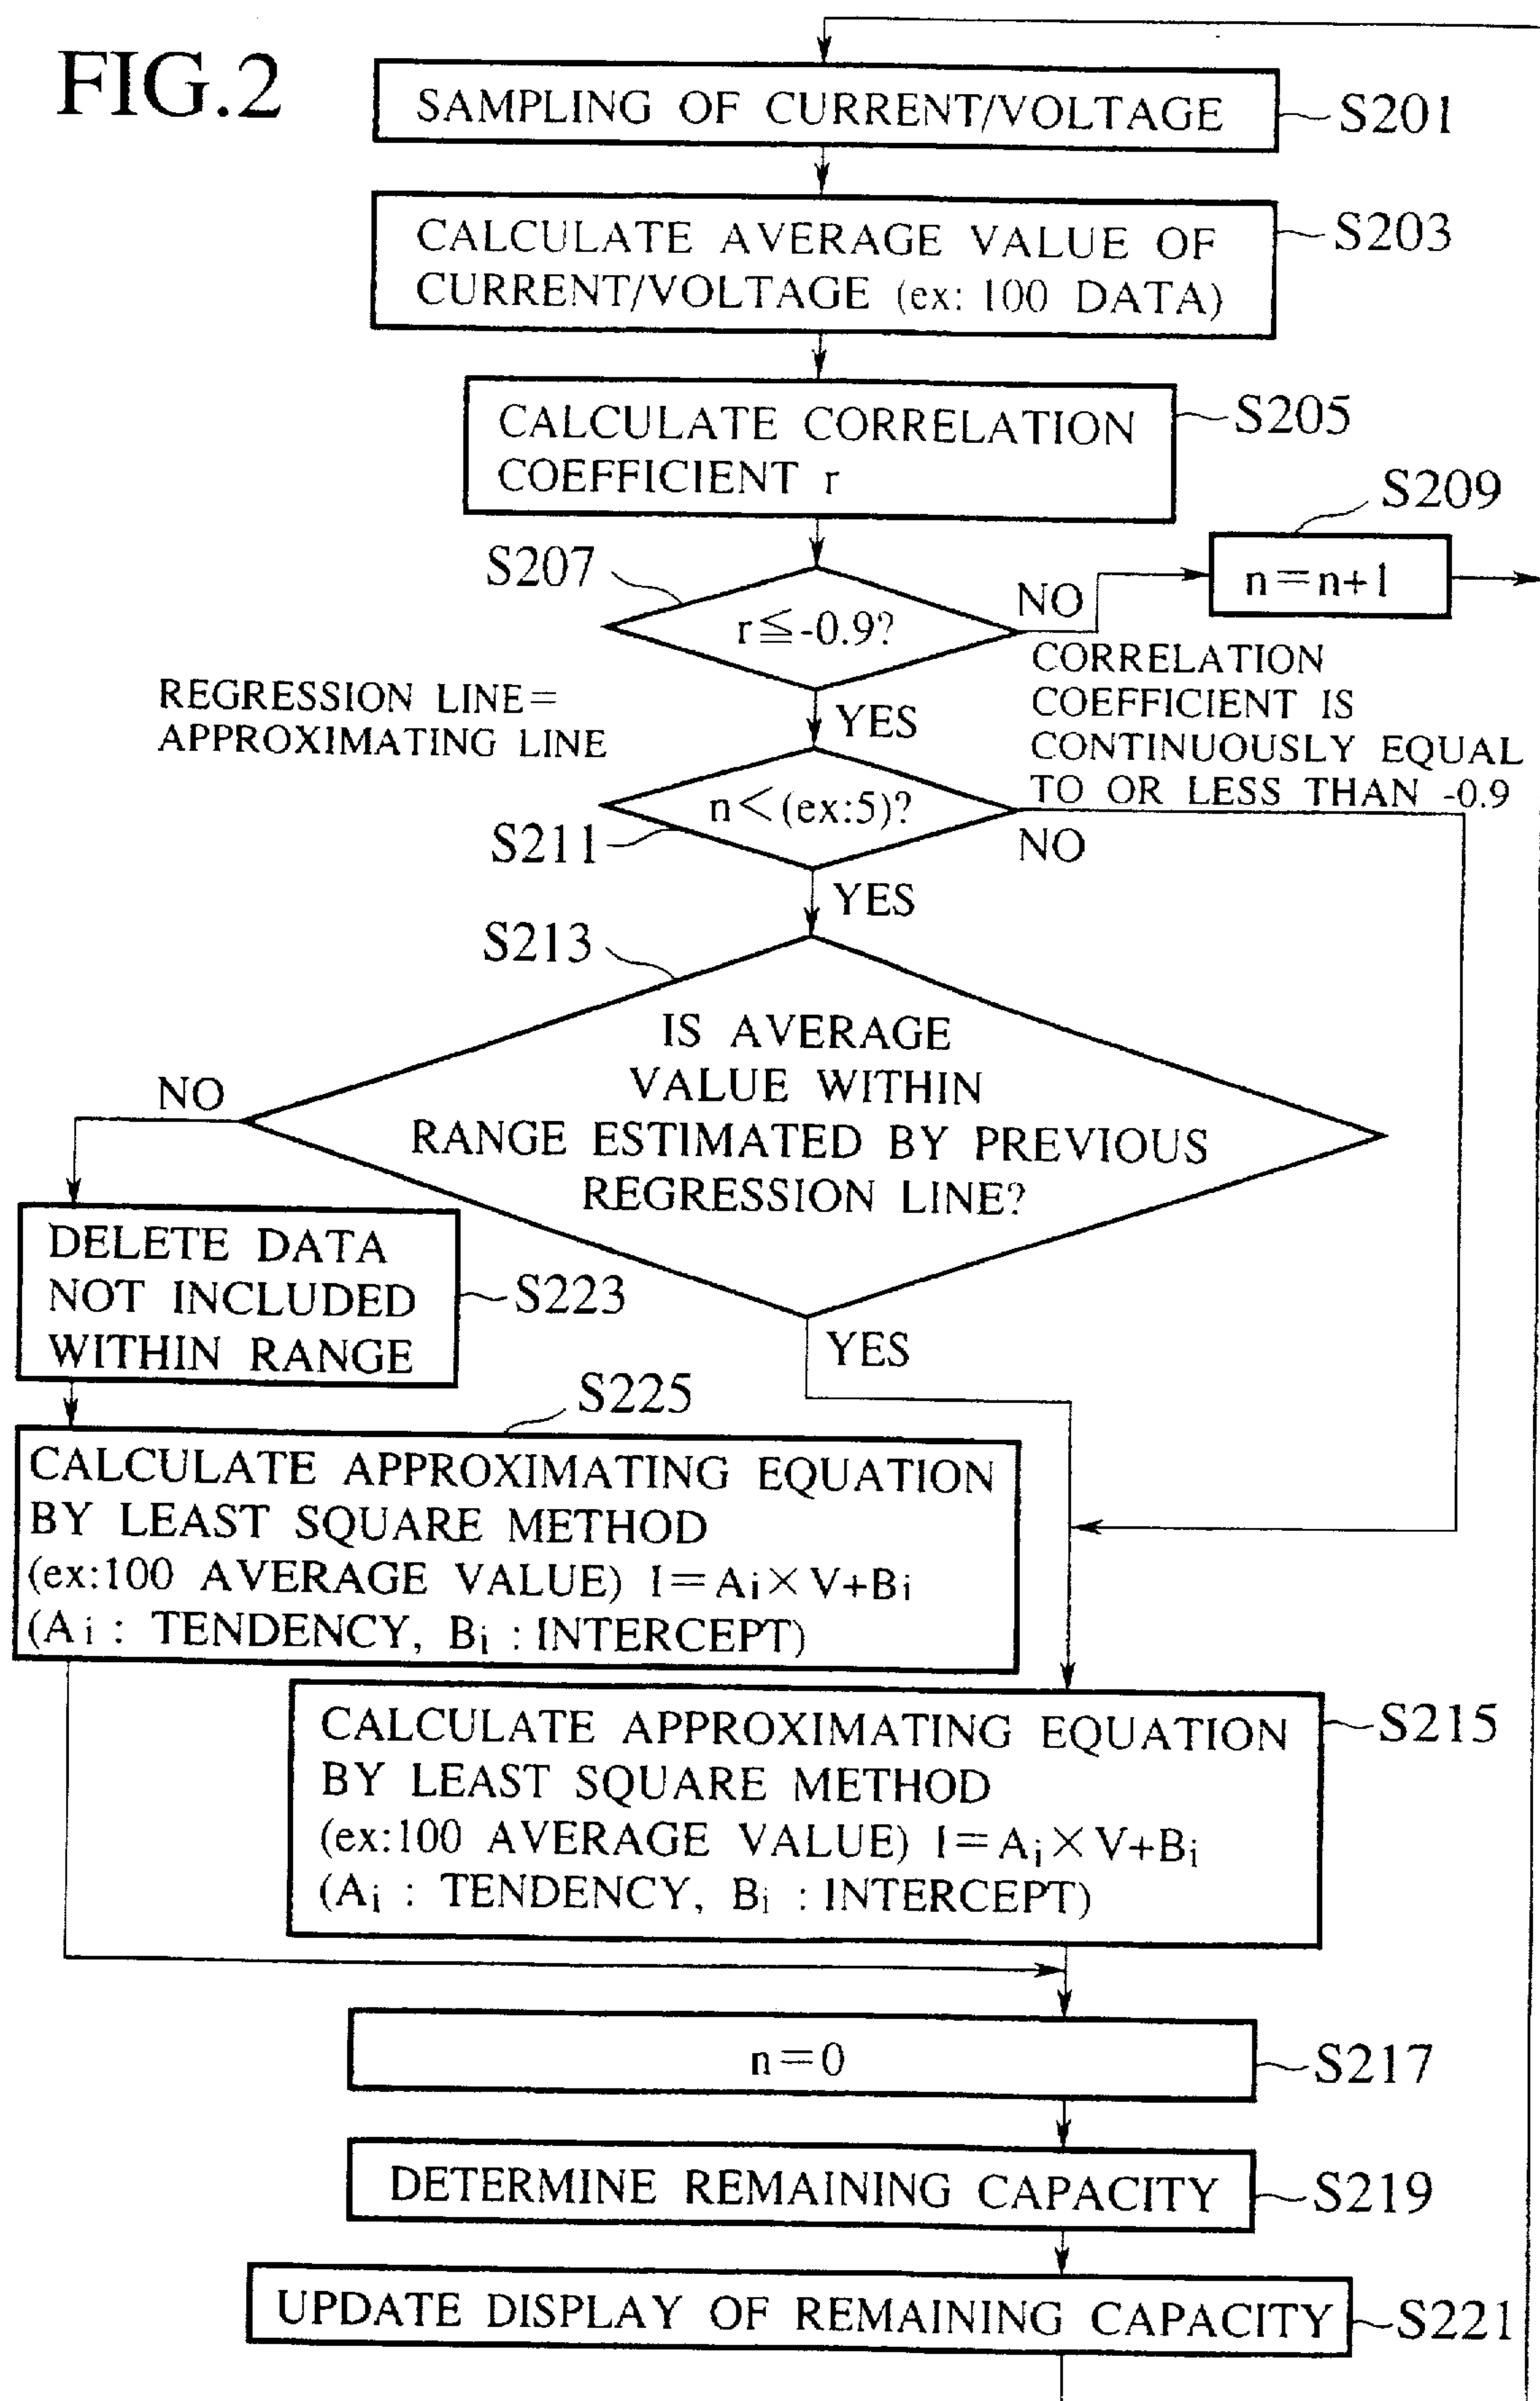 FIG.2
SAMPLING OF CURRENT/VOLTAGE
S201
CALCULATE AVERAGE VALUE OF
CURRENT/VOLTAGE (ex: 100 DATA)
S203
CALCULATE CORRELATION
COEFFICIENT r
S205
S209
n=n+1
S207
r≦-0.9?
NO
CORRELATION
COEFFICIENT IS
CONTINUOUSLY EQUAL
TO OR LESS THAN -0.9
REGRESSION LINE=
APPROXIMATING LINE
YES
n<(ex:5)?
S211
NO
YES
S213
IS AVERAGE
VALUE WITHIN
RANGE ESTIMATED BY PREVIOUS
REGRESSION LINE?
NO
DELETE DATA
NOT INCLUDED
WITHIN RANGE
S223
YES
S225
CALCULATE APPROXIMATING EQUATION
BY LEAST SQUARE METHOD
(ex:100 AVERAGE VALUE) I=Ai×V+Bi
(Ai : TENDENCY, Bi : INTERCEPT)
CALCULATE APPROXIMATING EQUATION
BY LEAST SQUARE METHOD
(ex:100 AVERAGE VALUE) I=Ai×V+Bi
(Ai : TENDENCY, Bi : INTERCEPT)
S215
n=0
S217
DETERMINE REMAINING CAPACITY
S219
UPDATE DISPLAY OF REMAINING CAPACITY
S221